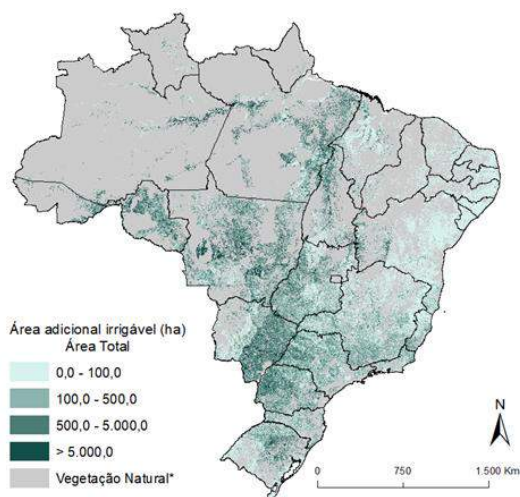 Área adicional irrigável (ha)
Área Total
0,0 - 100,0
100,0 - 500,0
500,0 - 5.000,0
> 5.000,0
Vegetação Natural*
N
0 750 1.500 Km